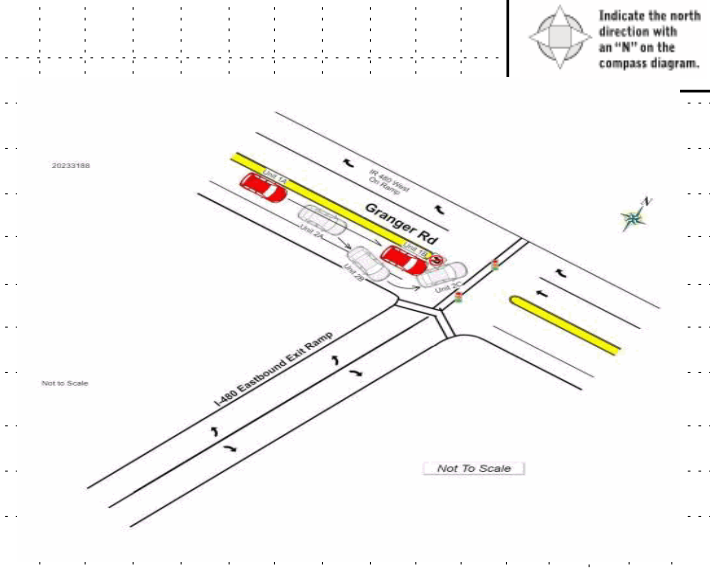 Indicate the north
direction with
an “N” on the
compass diagram.
20233188
IR 480 West
On Ramp
Unit 1A
Granger Rd
N
Unit 2A
Unit 1B
Unit 2B
Unit 2C
I-480 Eastbound Exit Ramp
Not to Scale
Not To Scale